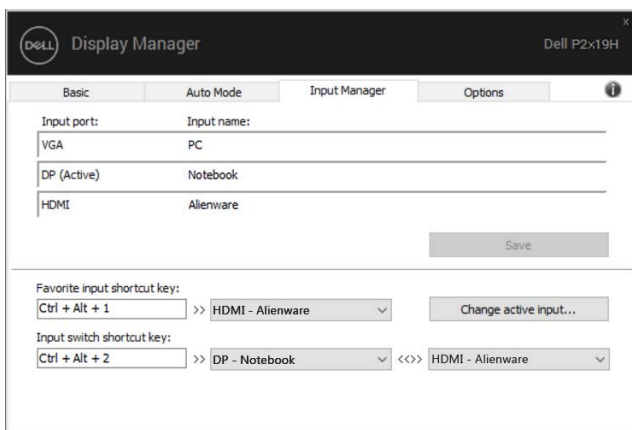 x
DELL Display Manager Dell P2x19H
Basic Auto Mode Input Manager Options i
Input port: Input name:
VGA PC
DP (Active) Notebook
HDMI Alienware
Save
Favorite input shortcut key:
Ctrl + Alt + 1 >> HDMI - Alienware Change active input...
Input switch shortcut key:
Ctrl + Alt + 2 >> DP - Notebook <<>> HDMI - Alienware